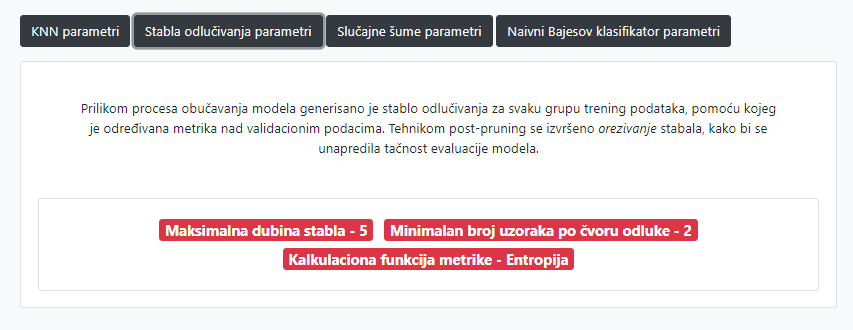 KNN parametri
Stabla odlučivanja parametri
Slučajne šume parametri
Naivni Bajesov klasifikator parametri
Prilikom procesa obučavanja modela generisano je stablo odlučivanja za svaku grupu trening podataka, pomoću kojeg
je određivana metrika nad validacionim podacima. Tehnikom post-pruning se izvršeno orezivanje stabala, kako bi se
unapredila tačnost evaluacije modela.
Maksimalna dubina stabla - 5
Minimalan broj uzoraka po čvoru odluke - 2
Kalkulaciona funkcija metrike - Entropija